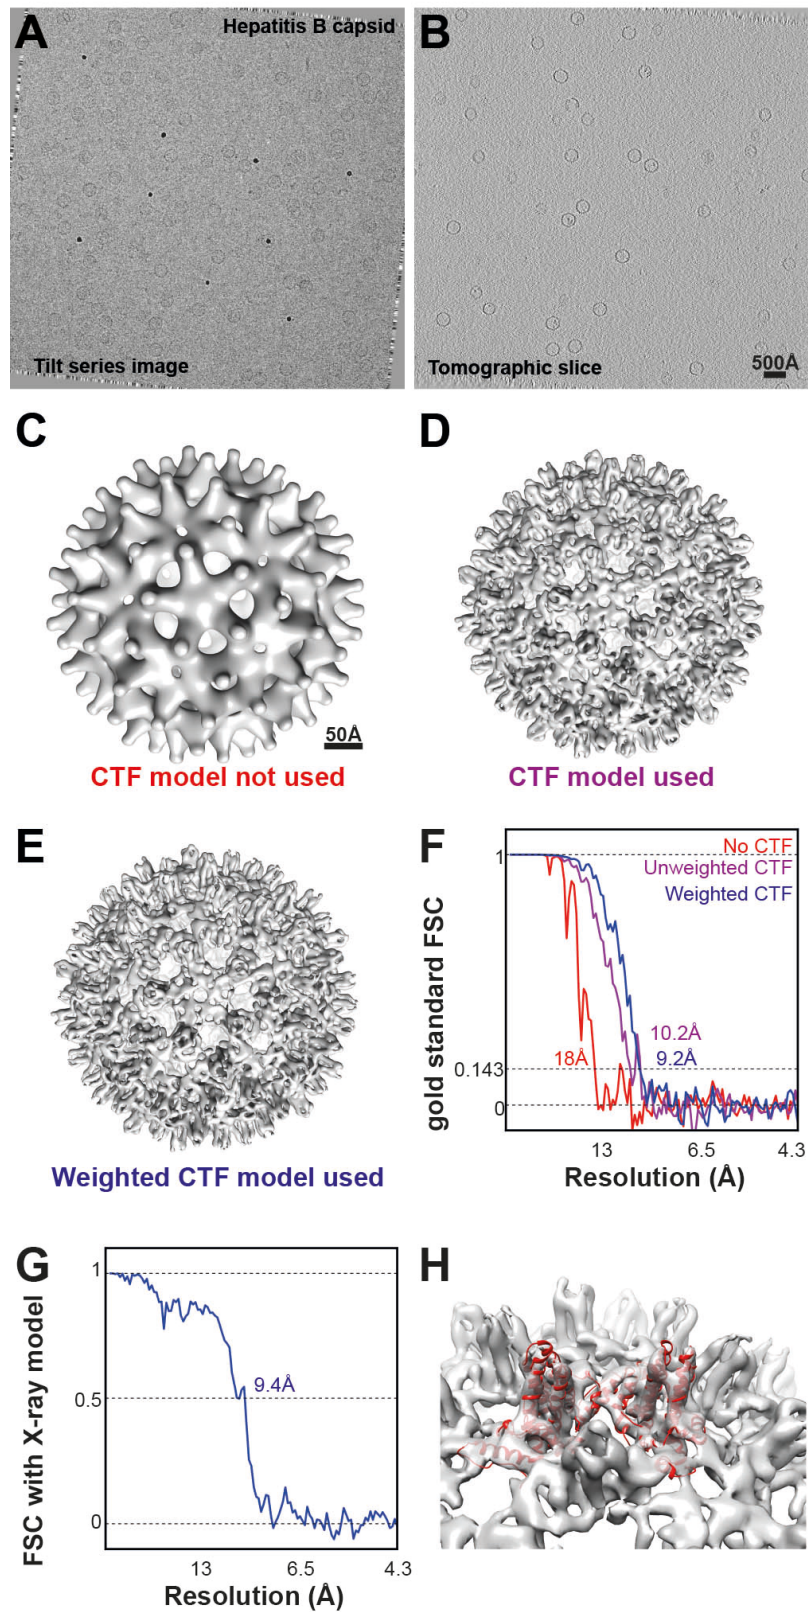 A
Hepatitis B capsid
Tilt series image
B
Tomographic slice
500Å
C
50Å
CTF model not used
D
CTF model used
E
Weighted CTF model used
F
No CTF
Unweighted CTF
Weighted CTF
gold standard FSC
1
0.143
0
18Å
10.2Å
9.2Å
13
6.5
4.3
Resolution (Å)
G
FSC with X-ray model
1
0.5
0
9.4Å
13
6.5
4.3
Resolution (Å)
H